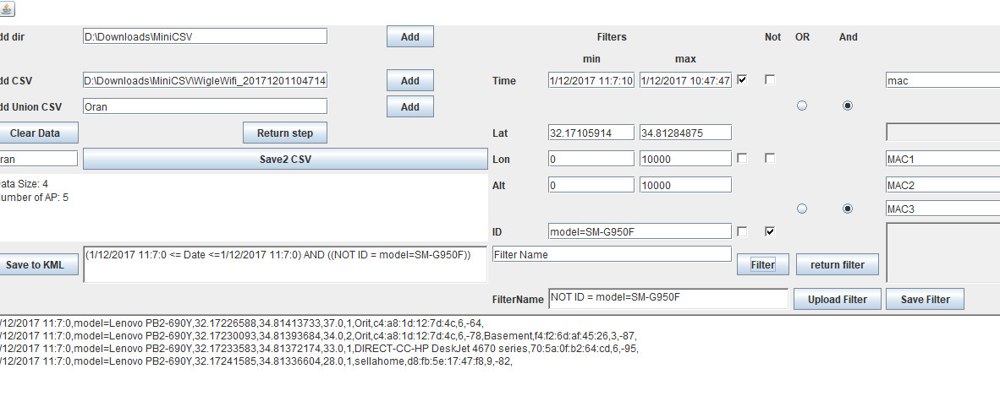 dd dir D:\Downloads\MiniCSV Add Filters Not OR And
min max
dd CSV D:\Downloads\MiniCSV\WigleWifi_20171201104714 Add Time 1/12/2017 11:7:10 1/12/2017 10:47:47 mac
dd Union CSV Oran Add
Clear Data Return step Lat 32.17105914 34.81284875
ran Save2 CSV Lon 0 10000 MAC1
ata Size: 4 Alt 0 10000 MAC2
umber of AP: 5
MAC3
ID model=SM-G950F
Save to KML (1/12/2017 11:7:0 <= Date <=1/12/2017 11:7:0) AND ((NOT ID = model=SM-G950F)) Filter Name Filter return filter
FilterName NOT ID = model=SM-G950F Upload Filter Save Filter
/12/2017 11:7:0,model=Lenovo PB2-690Y,32.17226588,34.81413733,37.0,1,Orit,c4:a8:1d:12:7d:4c,6,-64,
/12/2017 11:7:0,model=Lenovo PB2-690Y,32.17230093,34.81393684,34.0,2,Orit,c4:a8:1d:12:7d:4c,6,-78,Basement,f4:f2:6d:af:45:26,3,-87,
/12/2017 11:7:0,model=Lenovo PB2-690Y,32.17233583,34.81372174,33.0,1,DIRECT-CC-HP DeskJet 4670 series,70:5a:0f:b2:64:cd,6,-95,
/12/2017 11:7:0,model=Lenovo PB2-690Y,32.17241585,34.81336604,28.0,1,sellahome,d8:fb:5e:17:47:f8,9,-82,